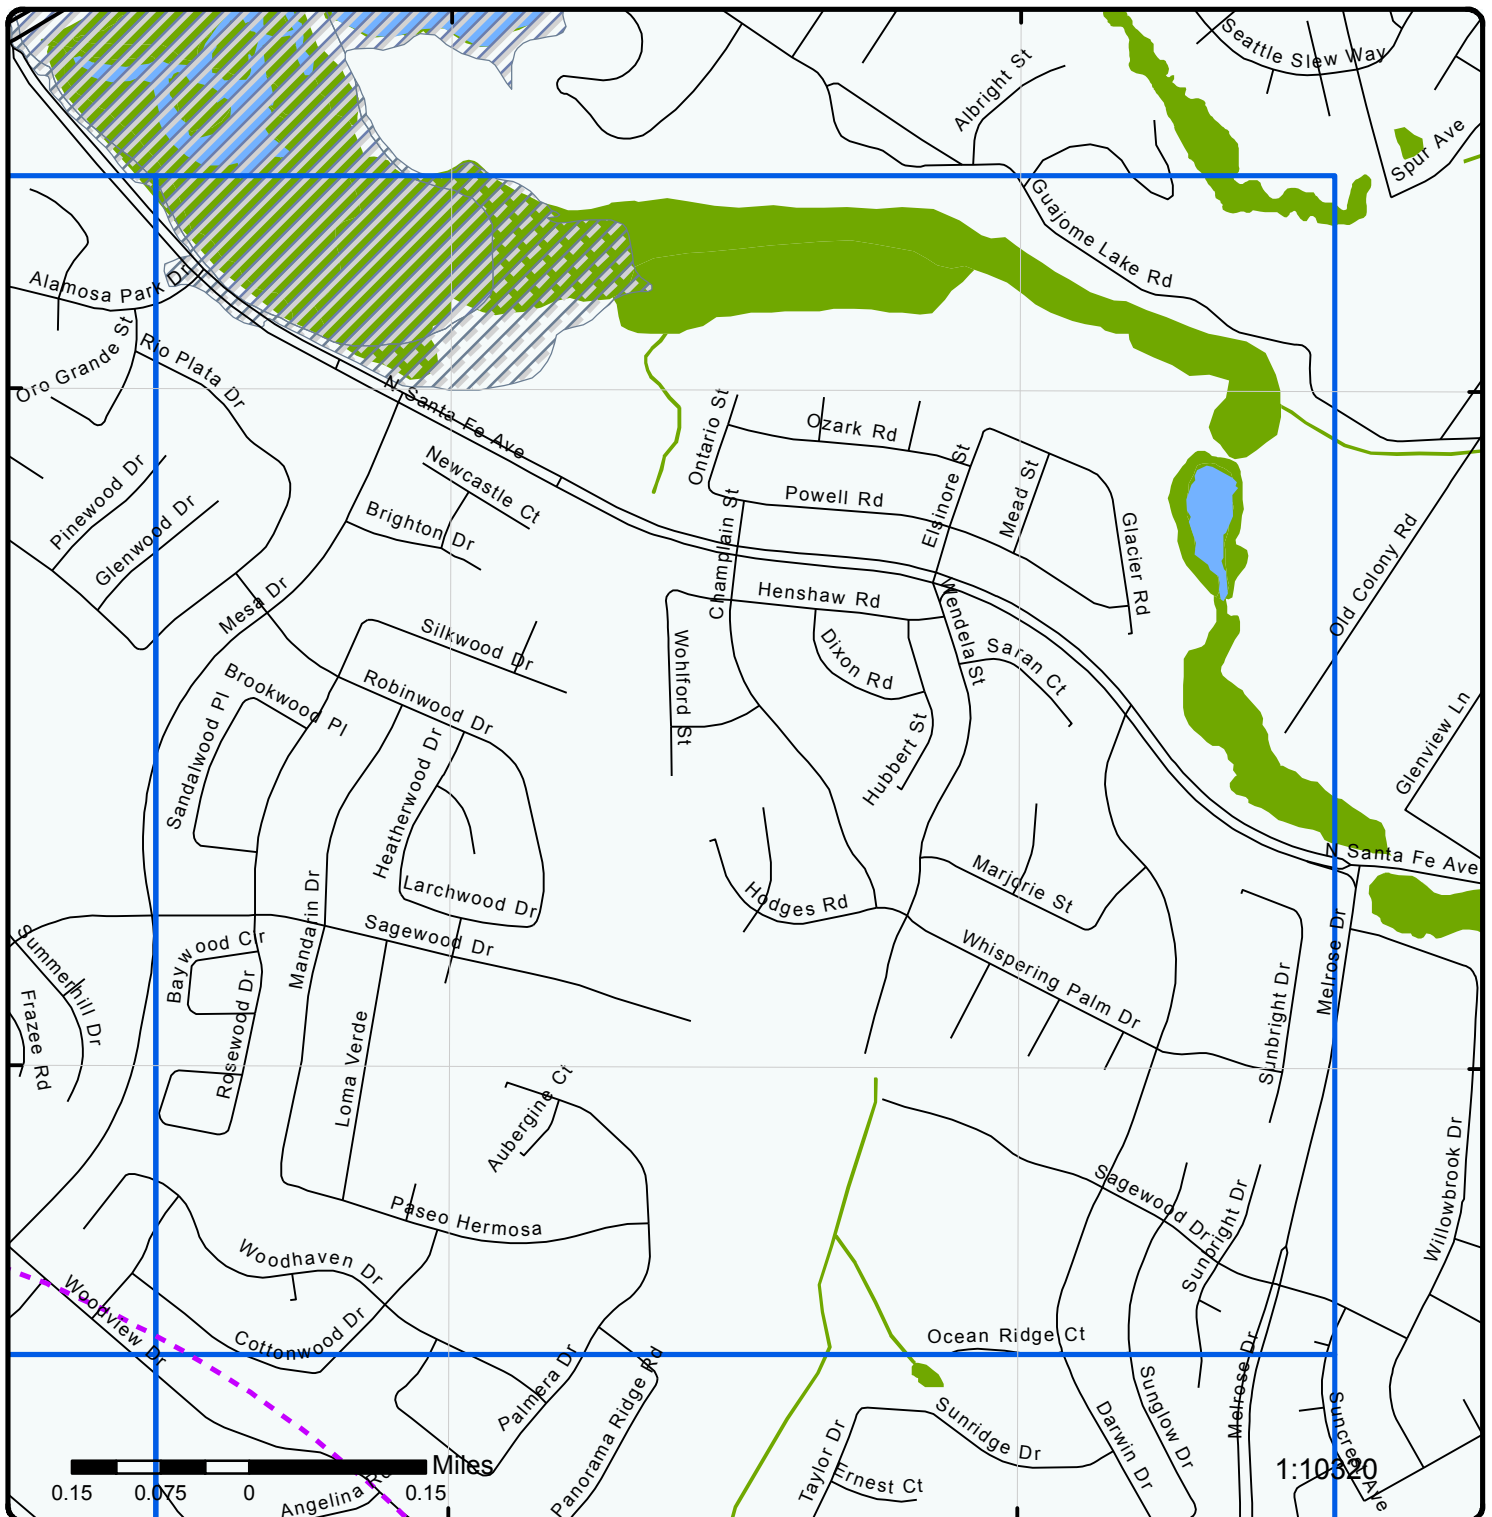 Seattle Slew Way
Albright St
Spur Ave
Guajome Lake Rd
Alamosa Park Dr
Oro Grande St
Rio Plata Dr
N Santa Fe Ave
Newcastle Ct
Brighton Dr
Pinewood Dr
Glenwood Dr
Mesa Dr
Ontario St
Ozark Rd
Powell Rd
Champlain St
Elsinore St
Mead St
Glacier Rd
Old Colony Rd
Henshaw Rd
Wendela St
Saran Ct
Dixon Rd
Wohlford St
Hubbert St
Silkwood Dr
Robinwood Dr
Brookwood Pl
Sandalwood Pl
Heatherwood Dr
Larchwood Dr
Glenview Ln
N Santa Fe Ave
Marjorie St
Hodges Rd
Mandarin Dr
Sagewood Dr
Baywood Cir
Rosewood Dr
Summerhill Dr
Frazee Rd
Loma Verde
Whispering Palm Dr
Sunbright Dr
Melrose Dr
Aubergine Ct
Paseo Hermosa
Sagewood Dr
Sunbright Dr
Willowbrook Dr
Woodhaven Dr
Woodview Dr
Cottonwood Dr
Ocean Ridge Ct
Melrose Dr
Palmera Dr
Panorama Ridge Rd
Sunridge Dr
Taylor Dr
Ernest Ct
Darwin Dr
Sunglow Dr
Suncrest Ave
Angelina Rd
Miles
0.15 0.075 0 0.15
1:10320